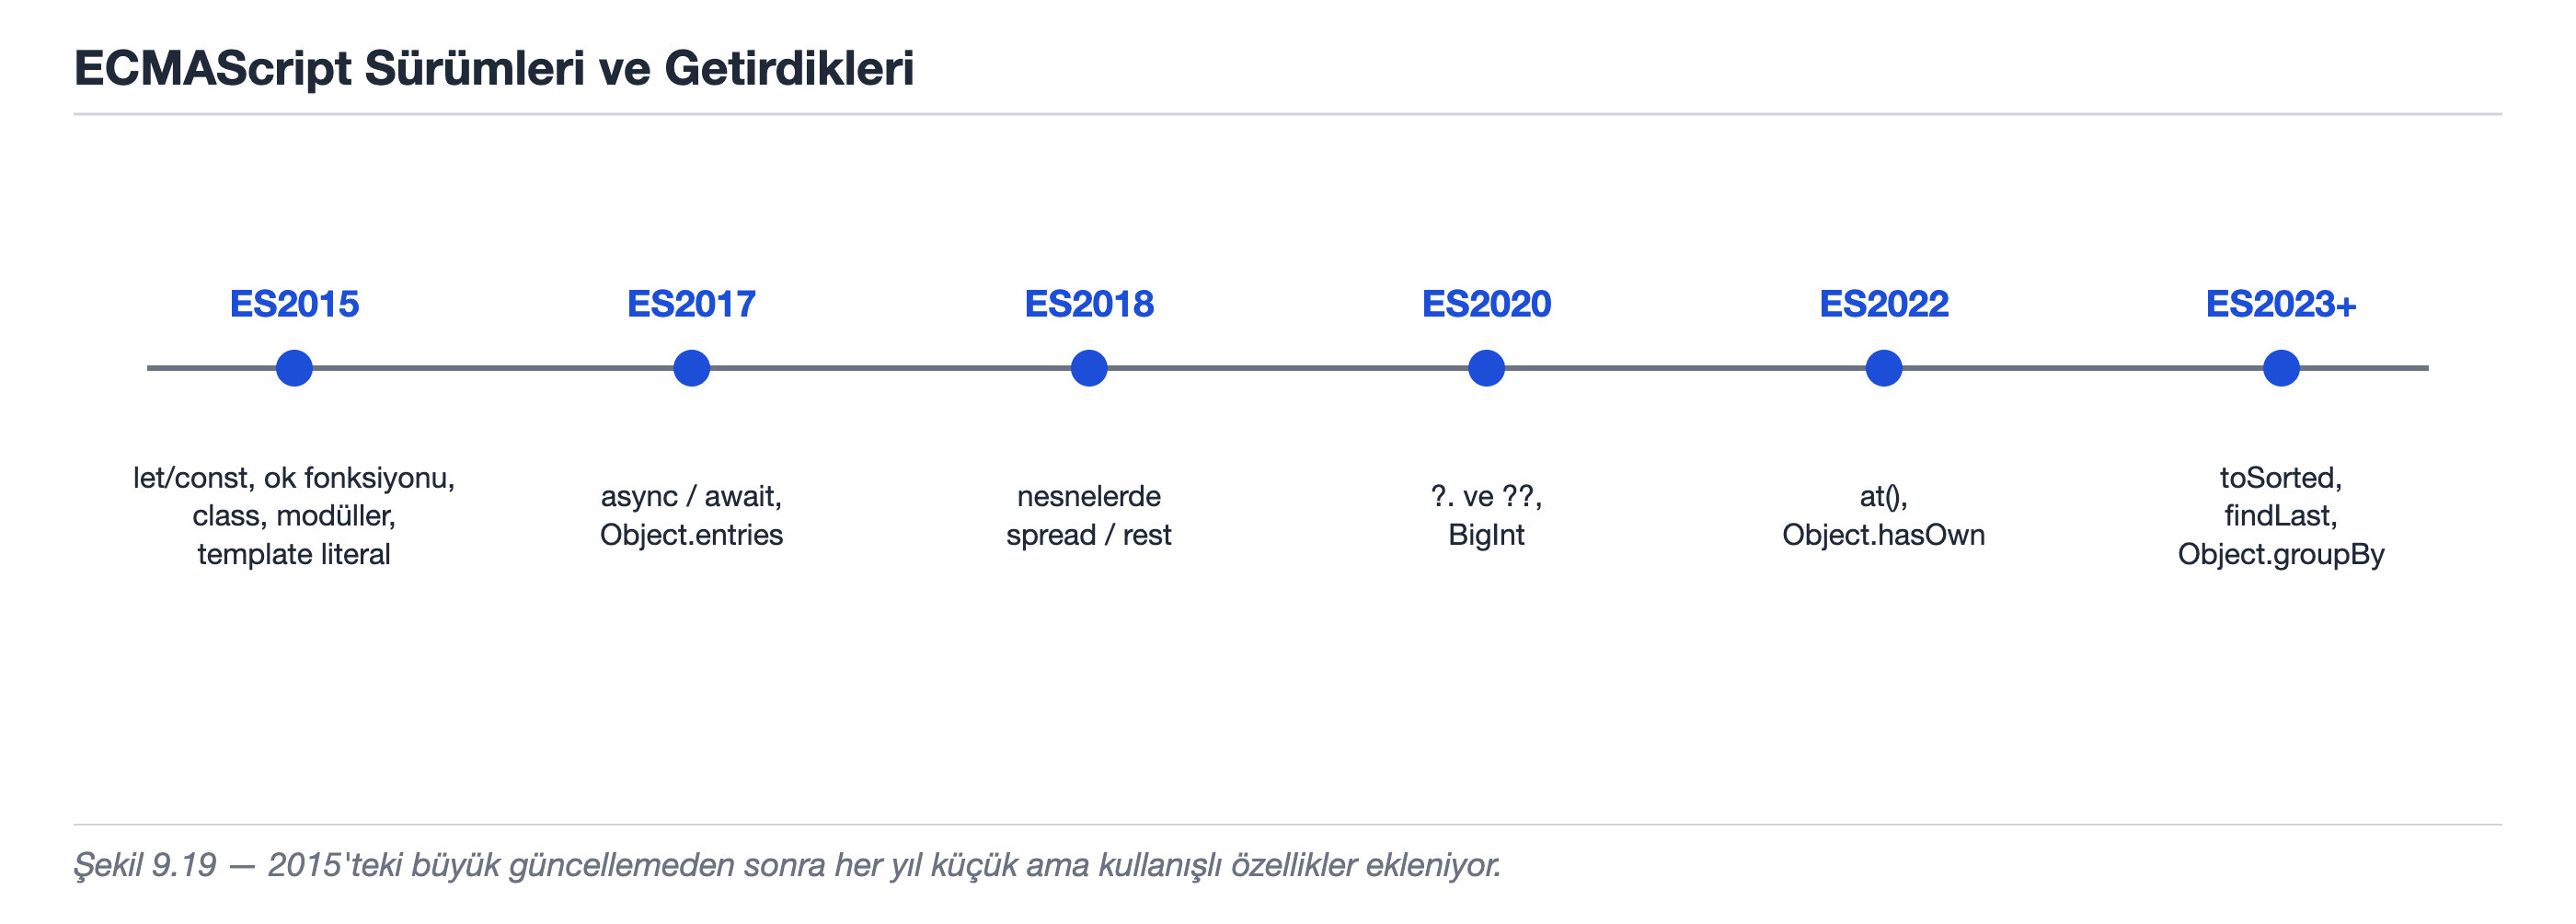 ECMAScript Sürümleri ve Getirdikleri
ES2015
ES2017
ES2018
ES2020
ES2022
ES2023+
let/const, ok fonksiyonu,
class, modüller,
template literal
async / await,
Object.entries
nesnelerde
spread / rest
?. ve ??,
BigInt
at(),
Object.hasOwn
toSorted,
findLast,
Object.groupBy
Şekil 9.19 — 2015'teki büyük güncellemeden sonra her yıl küçük ama kullanışlı özellikler ekleniyor.